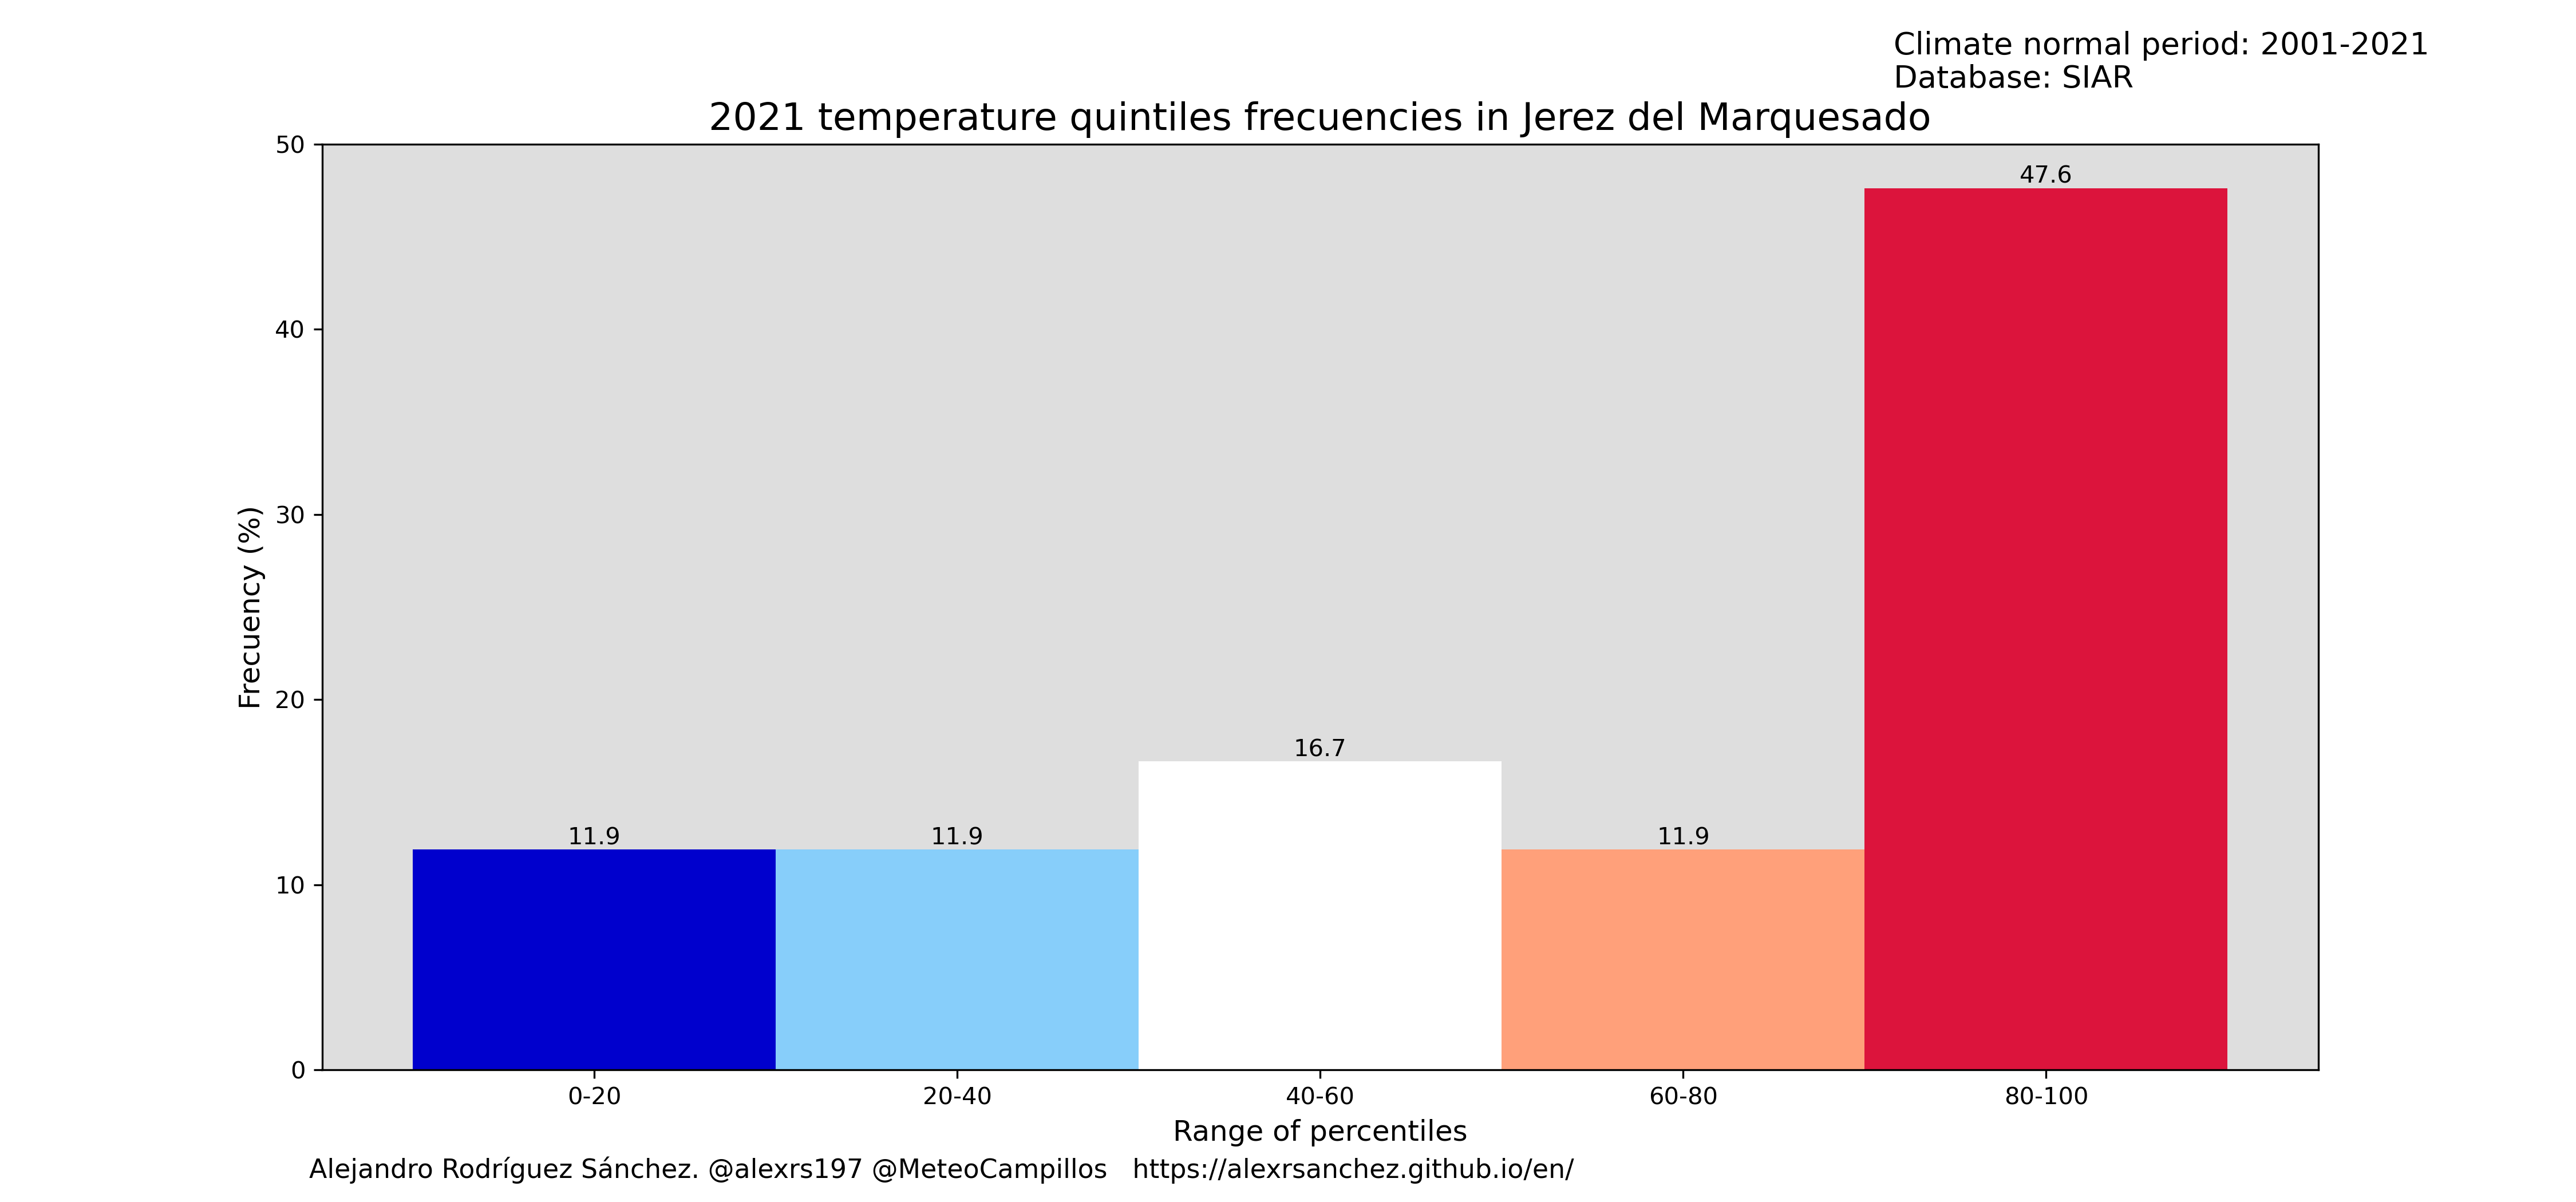 Climate normal period: 2001-2021
Database: SIAR
2021 temperature quintiles frecuencies in Jerez del Marquesado
50
40
30
20
10
0
Frecuency (%)
11.9
11.9
16.7
11.9
47.6
0-20
20-40
40-60
60-80
80-100
Range of percentiles
Alejandro Rodríguez Sánchez. @alexrs197 @MeteoCampillos https://alexrsanchez.github.io/en/